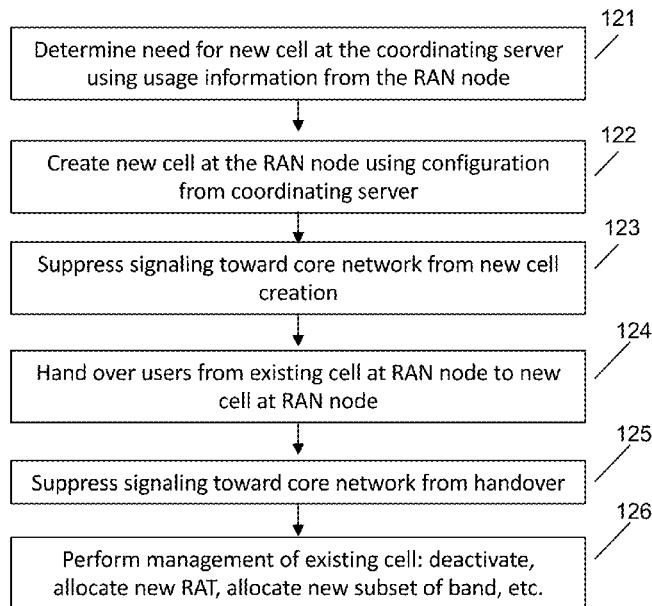 121
Determine need for new cell at the coordinating server
using usage information from the RAN node
122
Create new cell at the RAN node using configuration
from coordinating server
123
Suppress signaling toward core network from new cell
creation
124
Hand over users from existing cell at RAN node to new
cell at RAN node
125
Suppress signaling toward core network from handover
126
Perform management of existing cell: deactivate,
allocate new RAT, allocate new subset of band, etc.